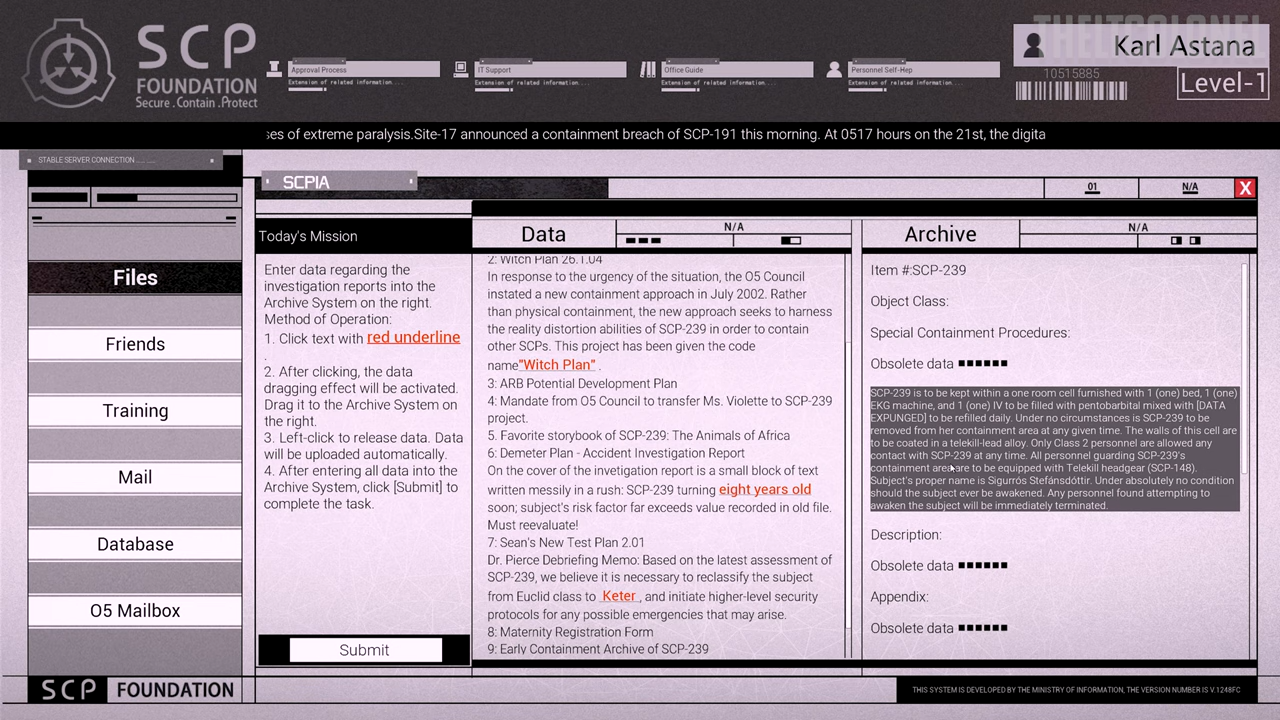 THELTCOLONEL
SCP
FOUNDATION
Secure .Contain .Protect
Approval Process
Extension of related information...
IT Support
Extension of related information...
Office Guide
Extension of related information...
Personnel Self-Hep
Extension of related information...
Karl Astana
10515885
Level-1
ses of extreme paralysis.Site-17 announced a containment breach of SCP-191 this morning. At 0517 hours on the 21st, the digita
STABLE SERVER CONNECTION
SCPIA
01
N/A
X
Files
Friends
Training
Mail
Database
O5 Mailbox
Today's Mission
Enter data regarding the
investigation reports into the
Archive System on the right.
Method of Operation:
1. Click text with red underline
.
2. After clicking, the data
dragging effect will be activated.
Drag it to the Archive System on
the right.
3. Left-click to release data. Data
will be uploaded automatically.
4. After entering all data into the
Archive System, click [Submit] to
complete the task.
Submit
Data
N/A
2: Witch Plan 26.1.04
In response to the urgency of the situation, the O5 Council
instated a new containment approach in July 2002. Rather
than physical containment, the new approach seeks to harness
the reality distortion abilities of SCP-239 in order to contain
other SCPs. This project has been given the code
name "Witch Plan" .
3: ARB Potential Development Plan
4: Mandate from O5 Council to transfer Ms. Violette to SCP-239
project.
5. Favorite storybook of SCP-239: The Animals of Africa
6: Demeter Plan - Accident Investigation Report
On the cover of the invetigation report is a small block of text
written messily in a rush: SCP-239 turning eight years old
soon; subject's risk factor far exceeds value recorded in old file.
Must reevaluate!
7: Sean's New Test Plan 2.01
Dr. Pierce Debriefing Memo: Based on the latest assessment of
SCP-239, we believe it is necessary to reclassify the subject
from Euclid class to Keter , and initiate higher-level security
protocols for any possible emergencies that may arise.
8: Maternity Registration Form
9: Early Containment Archive of SCP-239
Archive
N/A
Item #:SCP-239
Object Class:
Special Containment Procedures:
Obsolete data ■■■■■■
SCP-239 is to be kept within a one room cell furnished with 1 (one) bed, 1 (one)
EKG machine, and 1 (one) IV to be filled with pentobarbital mixed with [DATA
EXPUNGED] to be refilled daily. Under no circumstances is SCP-239 to be
removed from her containment area at any given time. The walls of this cell are
to be coated in a telekill-lead alloy. Only Class 2 personnel are allowed any
contact with SCP-239 at any time. All personnel guarding SCP-239's
containment area are to be equipped with Telekill headgear (SCP-148).
Subject's proper name is Sigurrós Stefánsdóttir. Under absolutely no condition
should the subject ever be awakened. Any personnel found attempting to
awaken the subject will be immediately terminated.
Description:
Obsolete data ■■■■■■
Appendix:
Obsolete data ■■■■■■
SCP FOUNDATION
THIS SYSTEM IS DEVELOPED BY THE MINISTRY OF INFORMATION, THE VERSION NUMBER IS V.1248FC